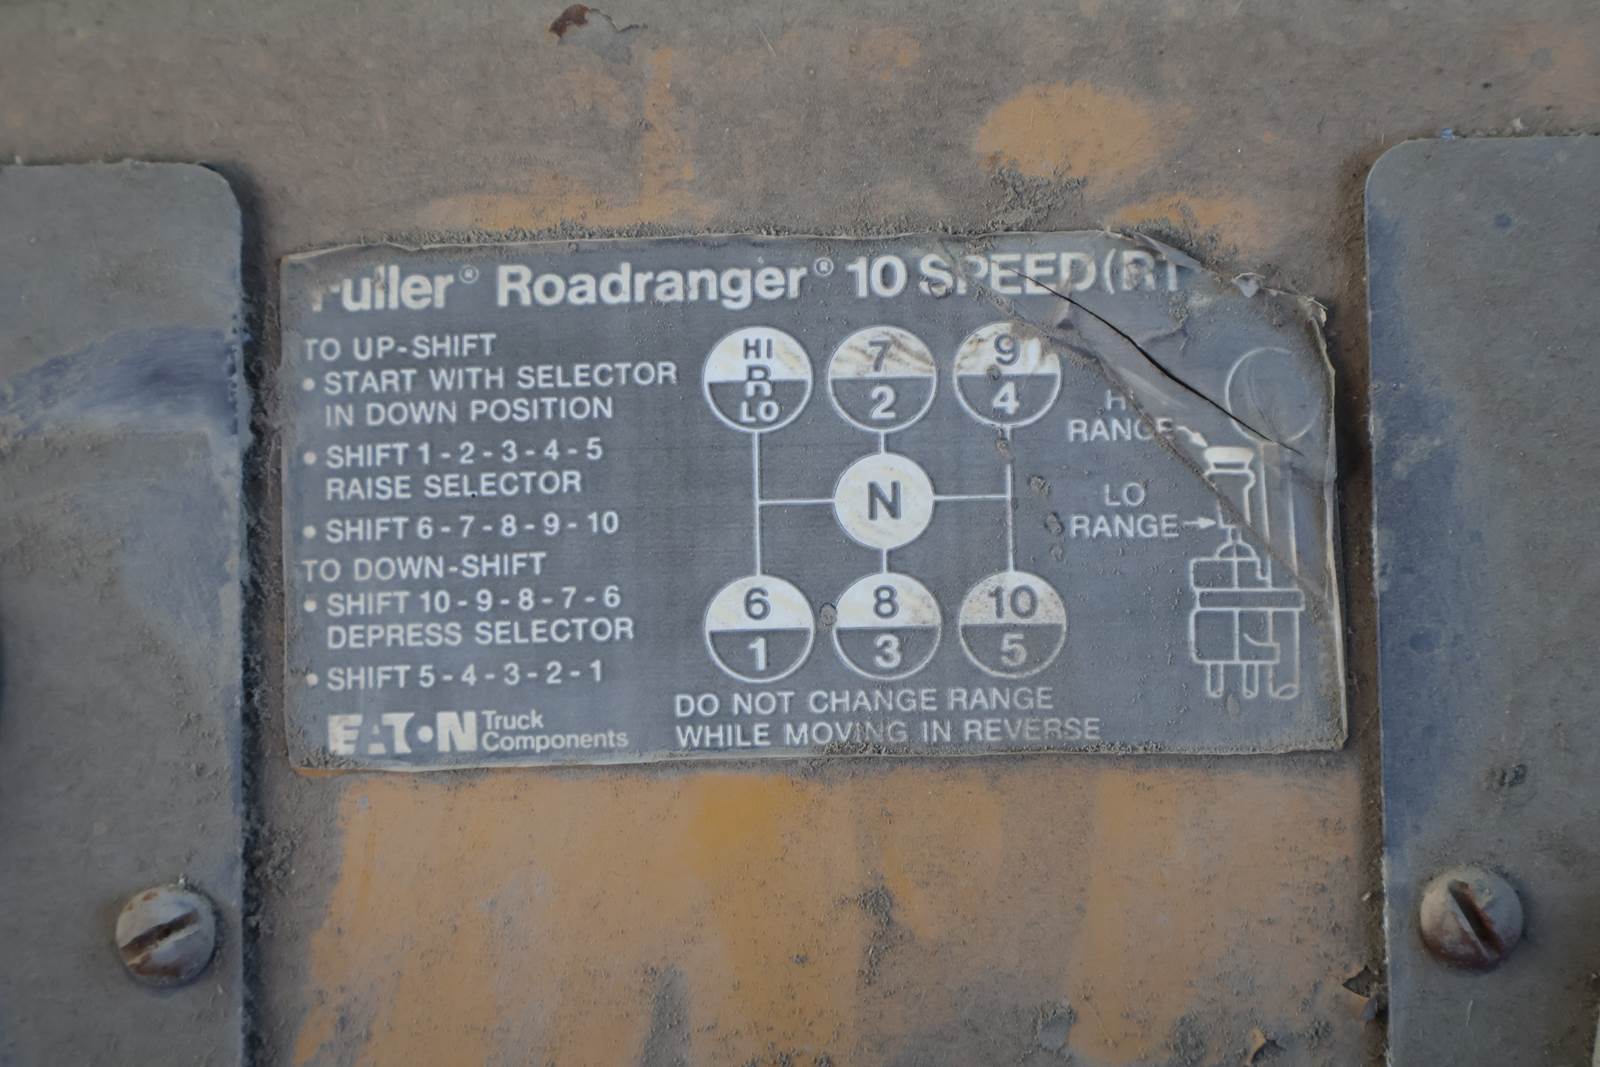 Fuller® Roadranger® 10 SPEED (RT
TO UP-SHIFT
• START WITH SELECTOR
IN DOWN POSITION
• SHIFT 1-2-3-4-5
RAISE SELECTOR
• SHIFT 6-7-8-9-10
TO DOWN-SHIFT
• SHIFT 10-9-8-7-6
DEPRESS SELECTOR
• SHIFT 5-4-3-2-1
EATON Truck
Components
HI
R
LO
7
2
9
4
N
6
1
8
3
10
5
RANGE
LO
RANGE
DO NOT CHANGE RANGE
WHILE MOVING IN REVERSE